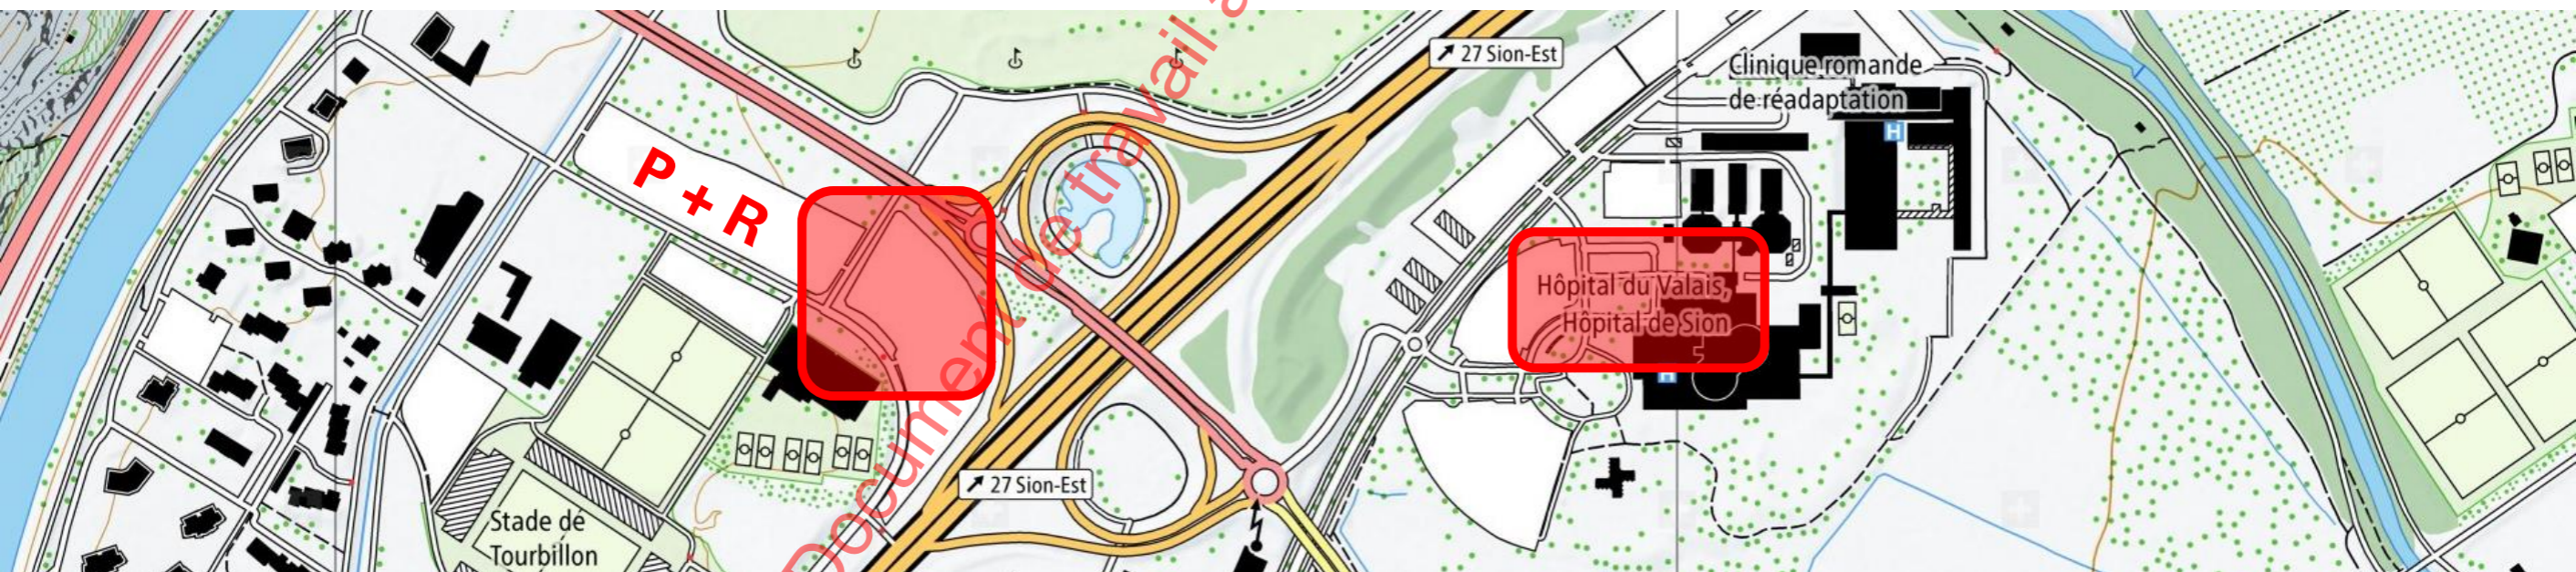 27 Sion-Est
Clinique romande
de réadaptation
H
P + R
Hôpital du Valais,
Hôpital de Sion
H
27 Sion-Est
Stade de
Tourbillon
Document de travail